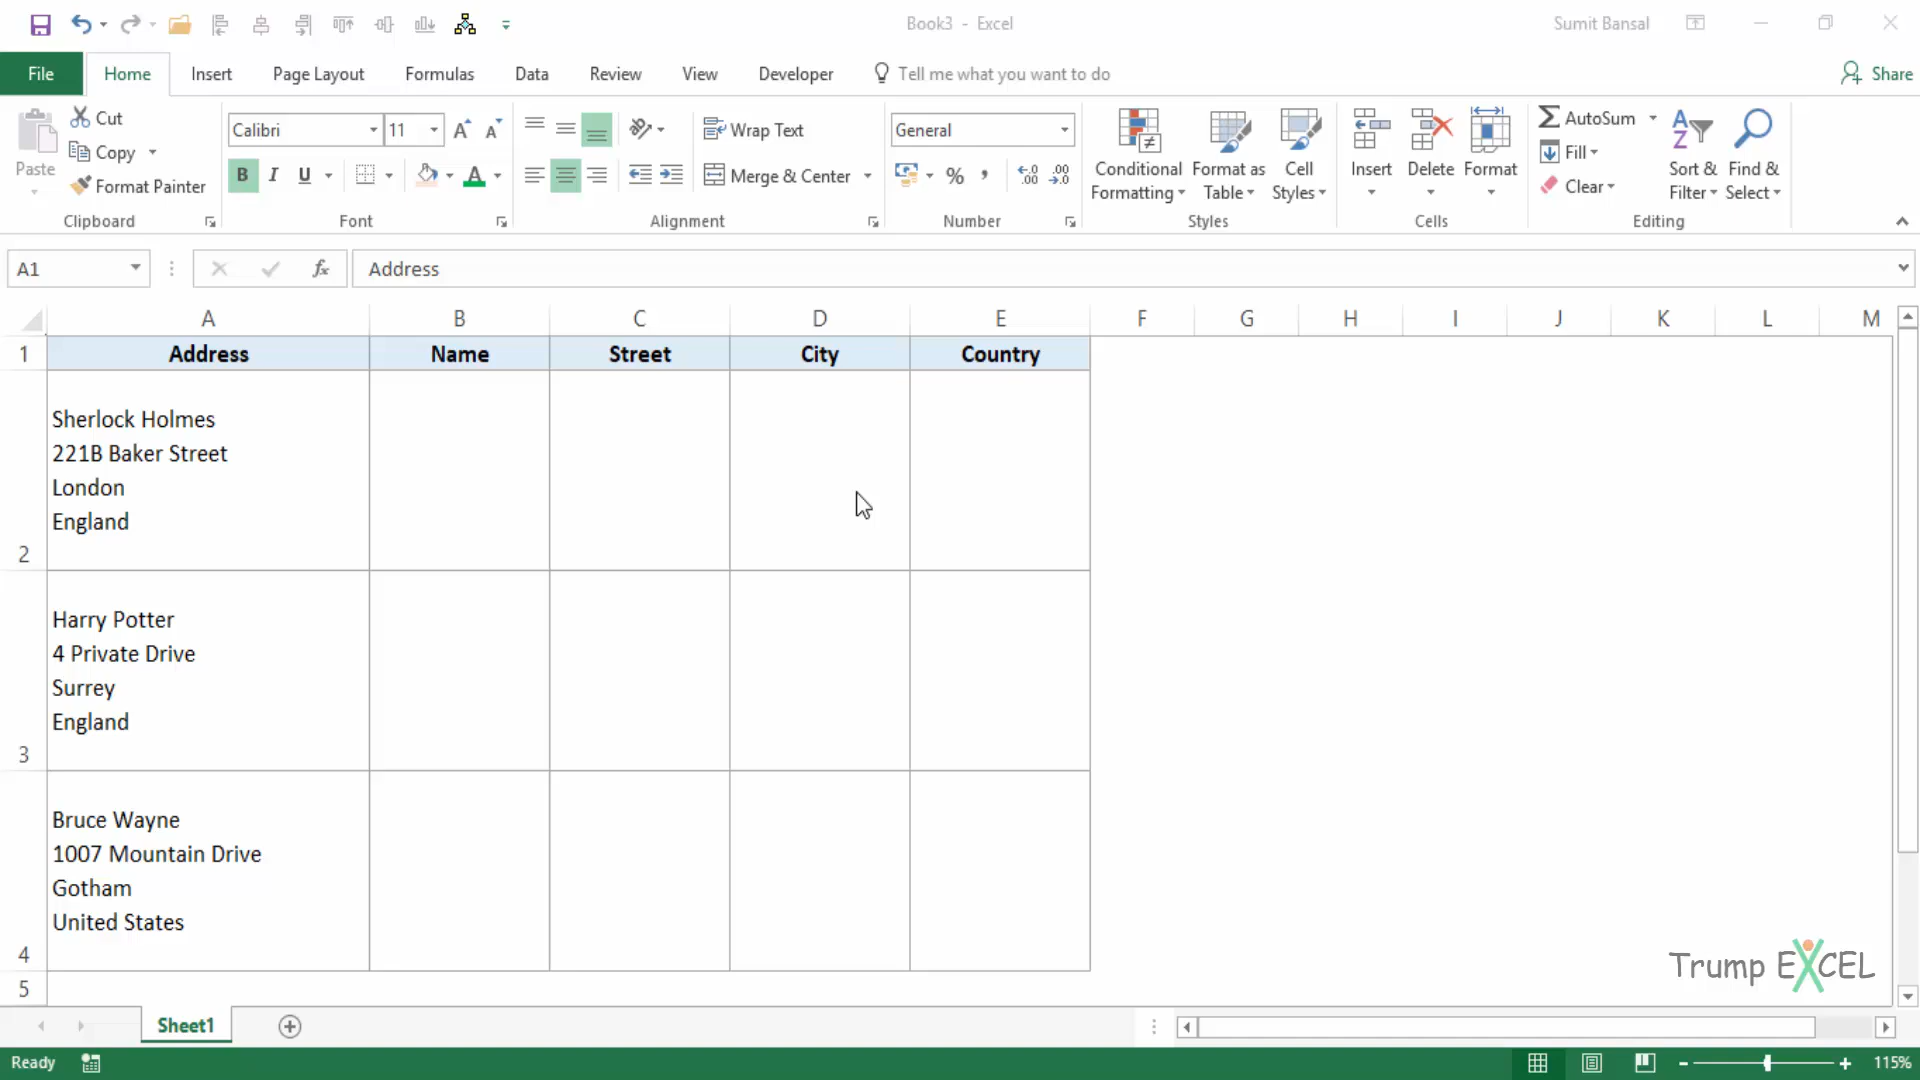 Book3 - Excel
Sumit Bansal
File Home Insert Page Layout Formulas Data Review View Developer Tell me what you want to do Share
Paste
Cut
Copy
Format Painter
Clipboard
Calibri 11
B I U A
Font
Wrap Text
Merge & Center
Alignment
General
% ,
Number
Conditional Formatting
Format as Table
Cell Styles
Styles
Insert Delete Format
Cells
AutoSum
Fill
Clear
Sort & Filter
Find & Select
Editing
A1 fx Address
A B C D E F G H I J K L M
1 Address Name Street City Country
Sherlock Holmes
221B Baker Street
London
England
2
Harry Potter
4 Private Drive
Surrey
England
3
Bruce Wayne
1007 Mountain Drive
Gotham
United States
4
5
Trump EXCEL
Sheet1
Ready
115%